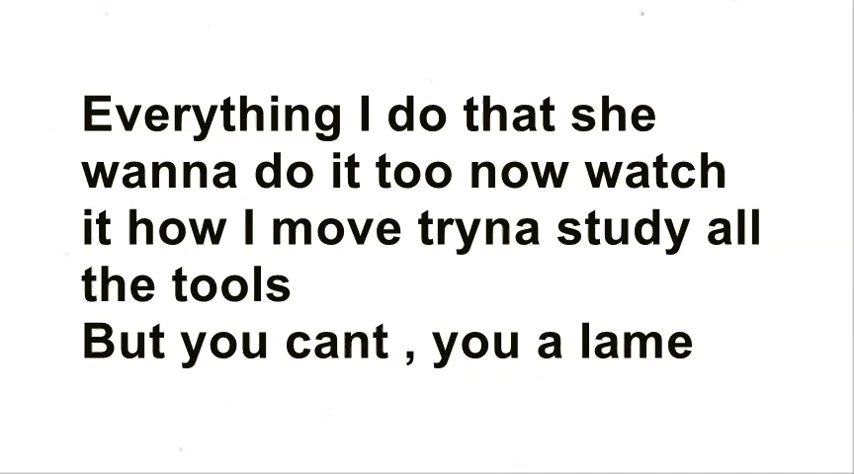 Everything I do that she
wanna do it too now watch
it how I move tryna study all
the tools
But you cant , you a lame